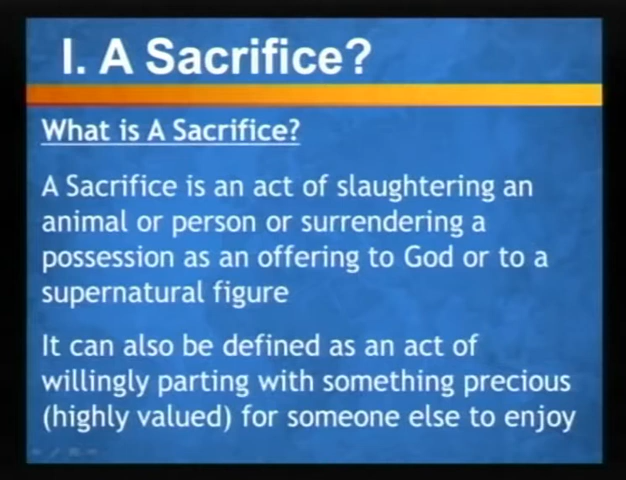 I. A Sacrifice?
What is A Sacrifice?
A Sacrifice is an act of slaughtering an
animal or person or surrendering a
possession as an offering to God or to a
supernatural figure
It can also be defined as an act of
willingly parting with something precious
(highly valued) for someone else to enjoy